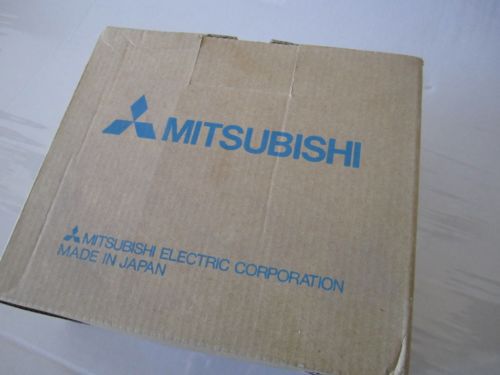 MITSUBISHI
MITSUBISHI ELECTRIC CORPORATION
MADE IN JAPAN